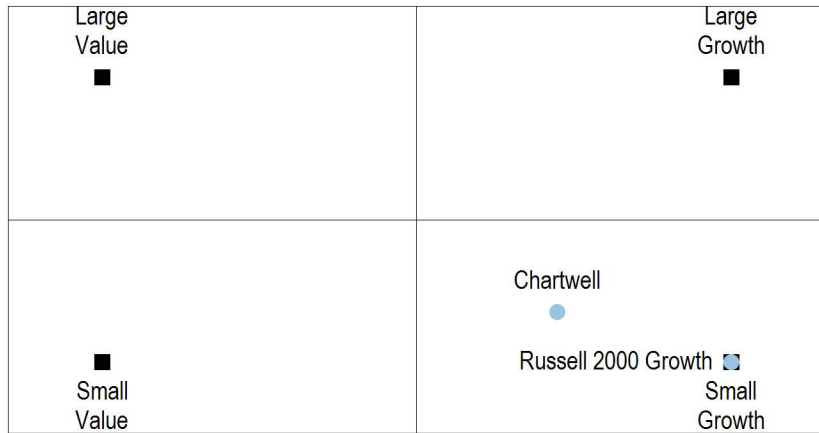 Large
Value
Large
Growth
Chartwell
Russell 2000 Growth
Small
Value
Small
Growth